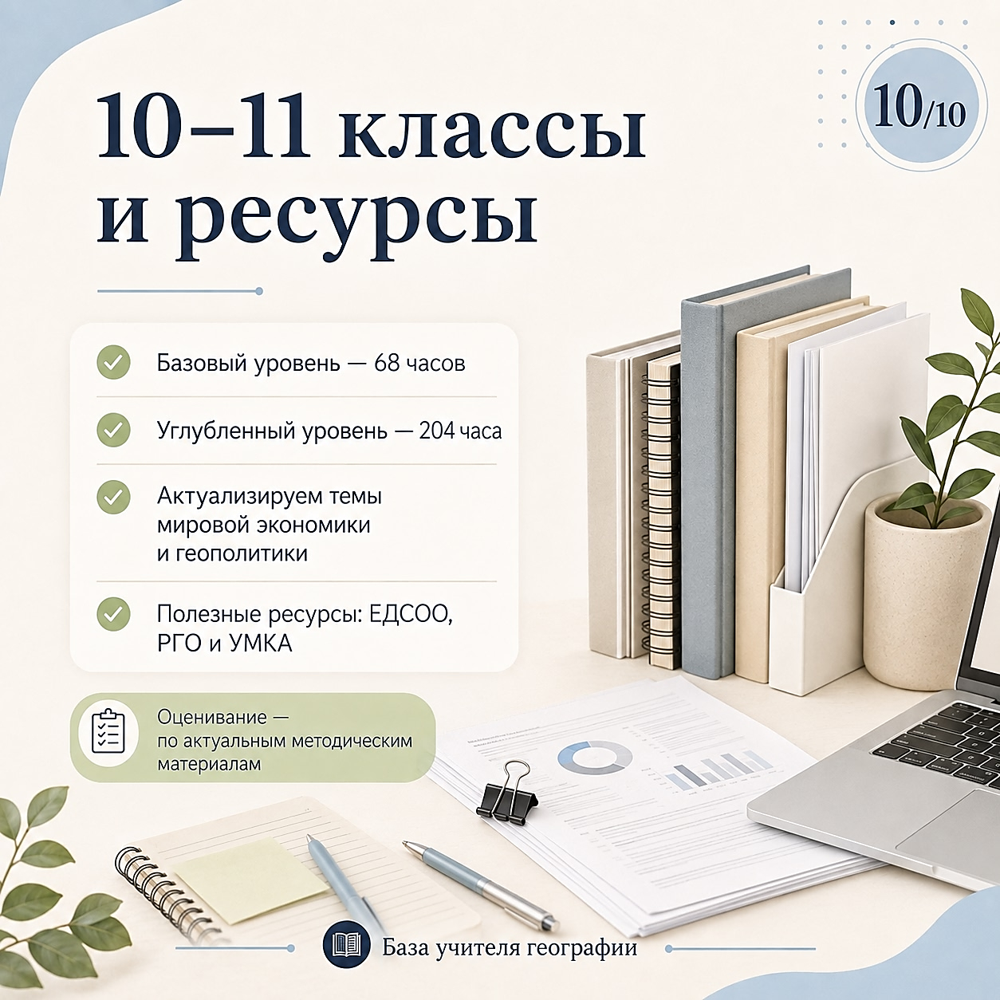 10–11 классы
и ресурсы
10/10
Базовый уровень — 68 часов
Углубленный уровень — 204 часа
Актуализируем темы
мировой экономики
и геополитики
Полезные ресурсы: ЕДСОО,
РГО и УМКА
Оценивание —
по актуальным методическим
материалам
База учителя географии